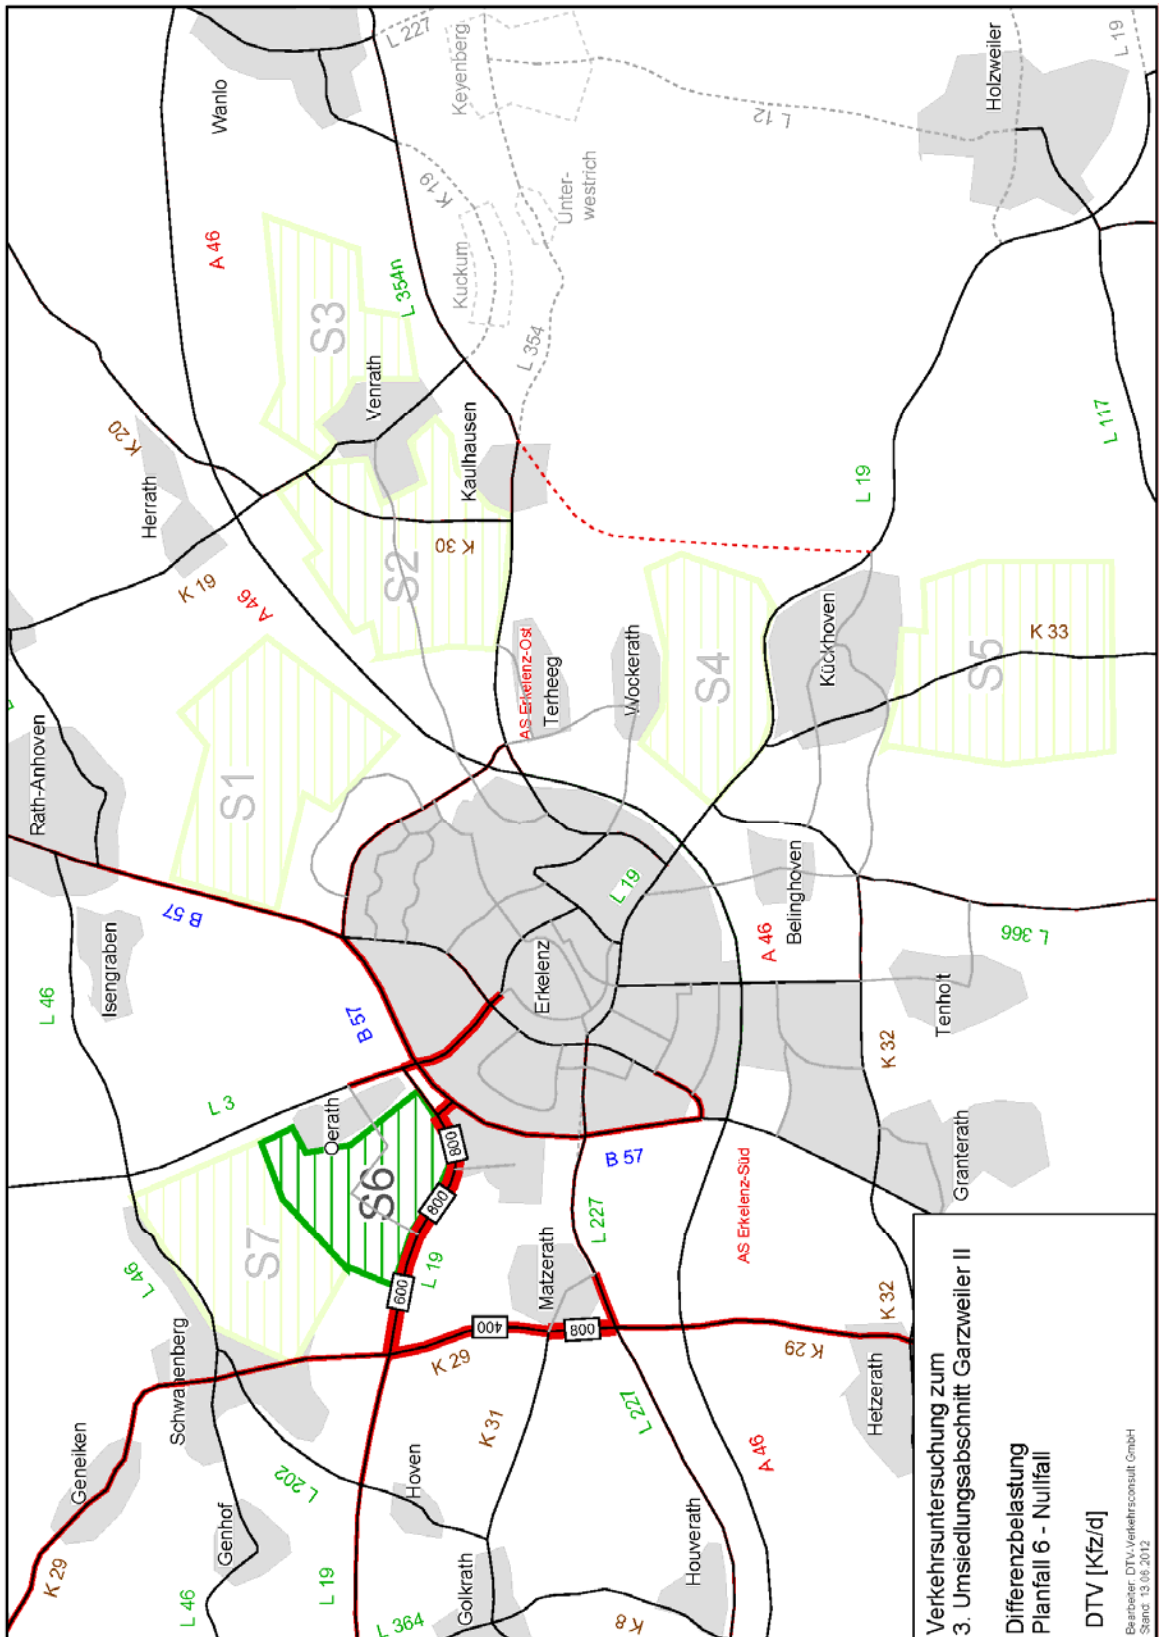 L 227
Wanlo
Keyenberg
Holzweiler
L 19
L 12
K 19
Unter-
westrich
A 46
Kuckum
L 354n
S3
L 354
Venrath
K 20
Herrath
Kaulhausen
L 19
L 117
K 30
S2
K 19
A 46
AS Erkelenz-Ost
Terheeg
Wockerath
S4
Kückhoven
K 33
S5
Rath-Anhoven
S1
B 57
L 19
Belinghoven
Isengraben
A 46
L 366
L 46
Erkelenz
Tenholt
B 57
K 32
L 3
Oerath
800
S6
800
B 57
Granterath
AS Erkelenz-Süd
L 227
S7
L 46
L 19
600
Matzerath
400
800
K 32
K 29
K 29
Schwanenberg
Hetzerath
L 227
K 31
A 46
Geneiken
L 202
Hoven
Genhof
Houverath
K 29
L 19
L 46
Golkrath
L 364
K 8
Verkehrsuntersuchung zum
3. Umsiedlungsabschnitt Garzweiler II
Differenzbelastung
Planfall 6 - Nullfall
DTV [Kfz/d]
Bearbeiter: DTV-Verkehrsconsult GmbH
Stand: 13.06.2012